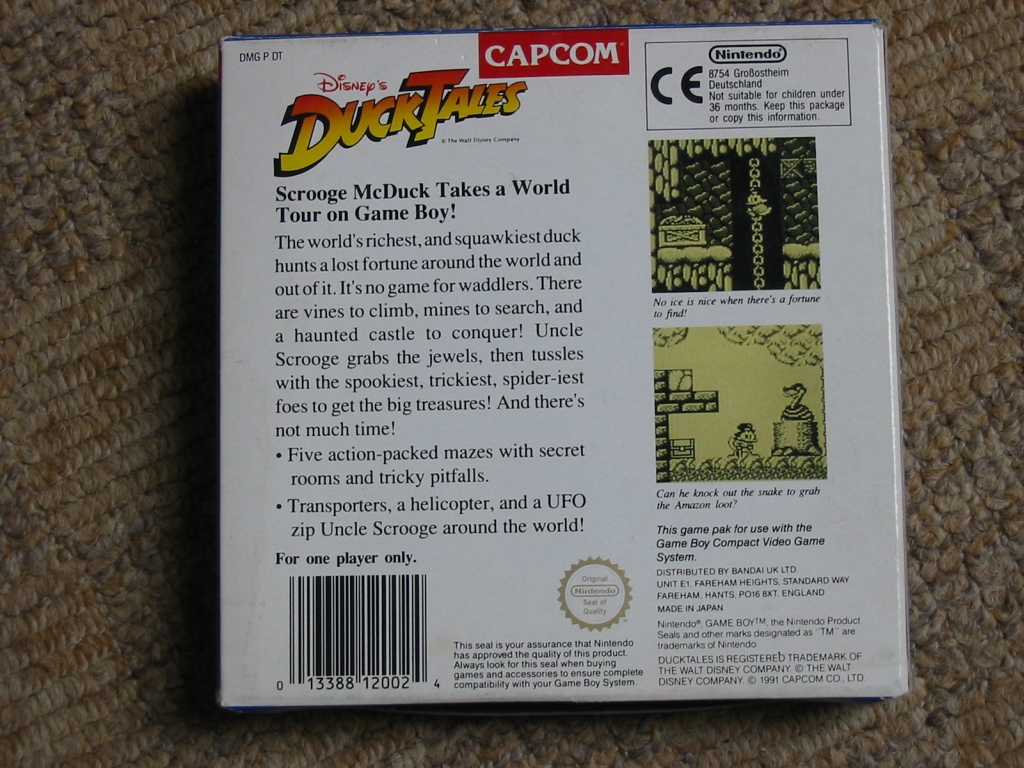 DMG P DT
CAPCOM
Disney's
DuckTales
© The Walt Disney Company
Scrooge McDuck Takes a World
Tour on Game Boy!
The world's richest, and squawkiest duck
hunts a lost fortune around the world and
out of it. It's no game for waddlers. There
are vines to climb, mines to search, and
a haunted castle to conquer! Uncle
Scrooge grabs the jewels, then tussles
with the spookiest, trickiest, spider-iest
foes to get the big treasures! And there's
not much time!
• Five action-packed mazes with secret
rooms and tricky pitfalls.
• Transporters, a helicopter, and a UFO
zip Uncle Scrooge around the world!
For one player only.
0 13388 12002 4
This seal is your assurance that Nintendo
has approved the quality of this product.
Always look for this seal when buying
games and accessories to ensure complete
compatibility with your Game Boy System.
Original
Nintendo
Seal of
Quality
CE
Nintendo
8754 Großostheim
Deutschland
Not suitable for children under
36 months. Keep this package
or copy this information.
No ice is nice when there's a fortune
to find!
Can he knock out the snake to grab
the Amazon loot?
This game pak for use with the
Game Boy Compact Video Game
System.
DISTRIBUTED BY BANDAI UK LTD
UNIT E1, FAREHAM HEIGHTS, STANDARD WAY
FAREHAM, HANTS, PO16 8XT, ENGLAND
MADE IN JAPAN
Nintendo®, GAME BOY™, the Nintendo Product
Seals and other marks designated as "TM" are
trademarks of Nintendo
DUCKTALES IS REGISTERED TRADEMARK OF
THE WALT DISNEY COMPANY. © THE WALT
DISNEY COMPANY. © 1991 CAPCOM CO., LTD.